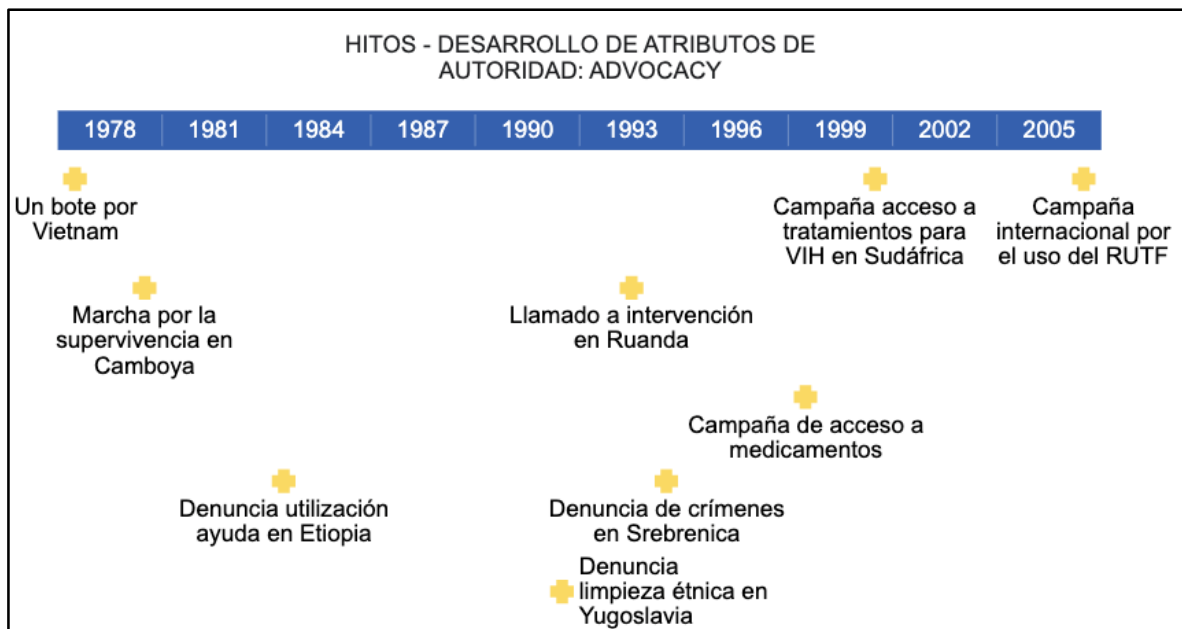 HITOS - DESARROLLO DE ATRIBUTOS DE
AUTORIDAD: ADVOCACY
1978 1981 1984 1987 1990 1993 1996 1999 2002 2005
Un bote por
Vietnam
Campaña acceso a
tratamientos para
VIH en Sudáfrica
Campaña
internacional por
el uso del RUTF
Marcha por la
supervivencia en
Camboya
Llamado a intervención
en Ruanda
Campaña de acceso a
medicamentos
Denuncia utilización
ayuda en Etiopia
Denuncia de crímenes
en Srebrenica
Denuncia
limpieza étnica en
Yugoslavia